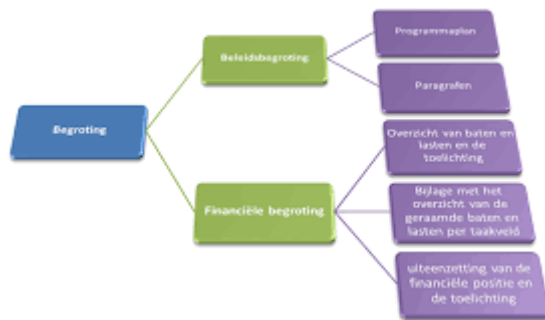 Begroting
Beleidsbegroting
Programmaplan
Paragrafen
Financiële begroting
Overzicht van baten en
lasten en de
toelichting
Bijlage met het
overzicht van de
geraamde baten en
lasten per taakveld
uiteenzetting van de
financiële positie en
de toelichting